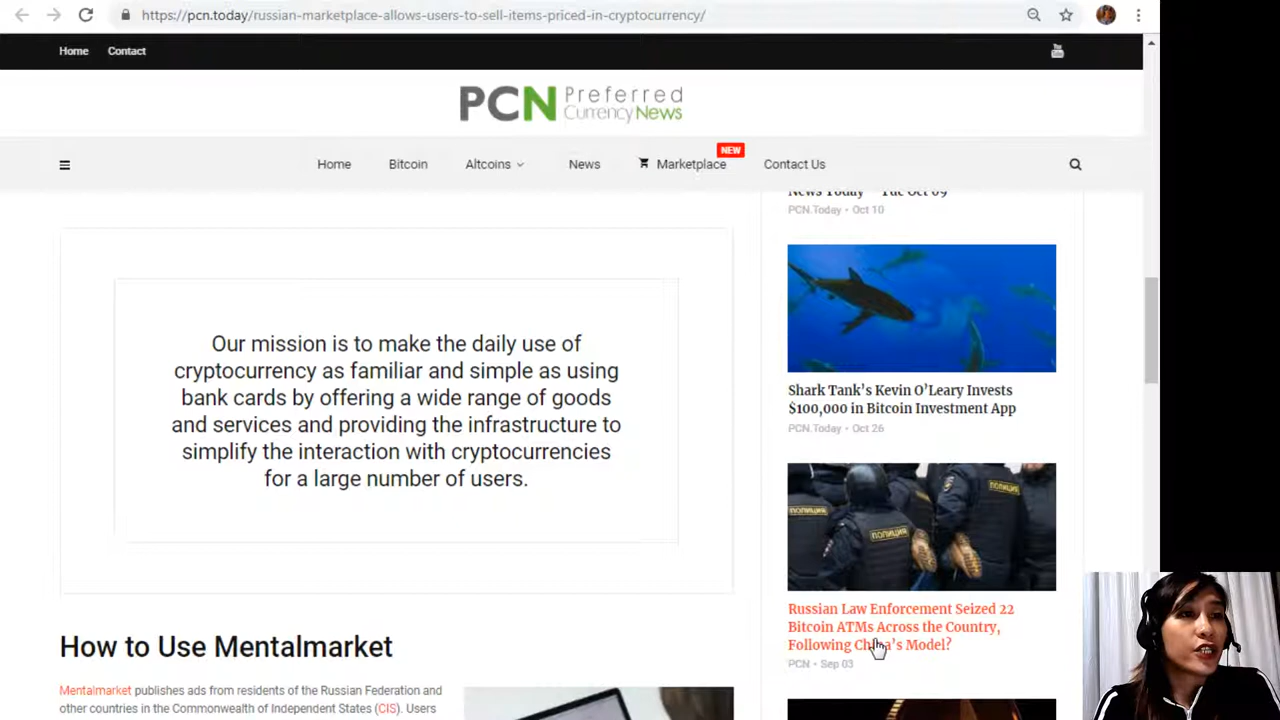 https://pcn.today/russian-marketplace-allows-users-to-sell-items-priced-in-cryptocurrency/
Home Contact
You
PCN Preferred
Currency News
Home Bitcoin Altcoins News Marketplace NEW Contact Us
News Today – Tue Oct 09
PCN.Today • Oct 10
Our mission is to make the daily use of
cryptocurrency as familiar and simple as using
bank cards by offering a wide range of goods
and services and providing the infrastructure to
simplify the interaction with cryptocurrencies
for a large number of users.
Shark Tank's Kevin O'Leary Invests
$100,000 in Bitcoin Investment App
PCN.Today • Oct 26
ПОЛИЦИЯ
ПОЛИЦИЯ
ПОЛИЦИЯ
Russian Law Enforcement Seized 22
Bitcoin ATMs Across the Country,
Following China's Model?
PCN • Sep 03
How to Use Mentalmarket
Mentalmarket publishes ads from residents of the Russian Federation and
other countries in the Commonwealth of Independent States (CIS). Users